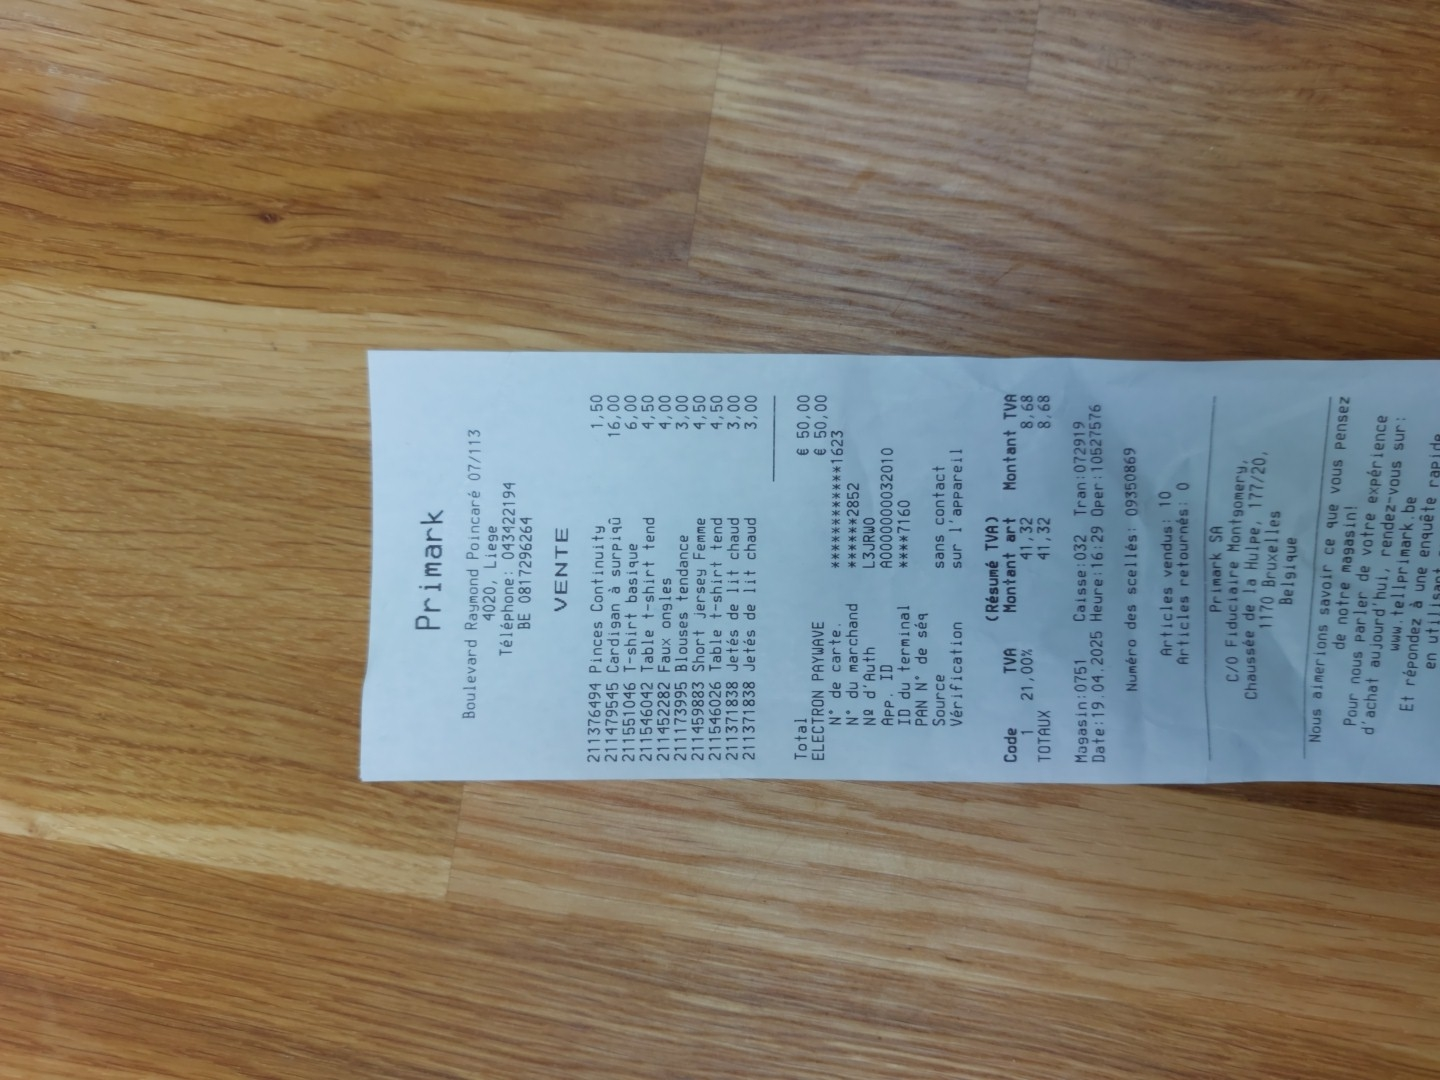 Primark
Boulevard Raymond Poincaré 07/113
4020, Liege
Téléphone: 043422194
BE 0817296264
VENTE
211376494 Pinces Continuity 1,50
211479545 Cardigan à surpiqû 16,00
211551046 T-shirt basique 6,00
211546042 Table t-shirt tend 4,50
211452282 Faux ongles 4,00
211173995 Blouses tendance 3,00
211459883 Short Jersey Femme 4,50
211546026 Table t-shirt tend 4,50
211371838 Jetés de lit chaud 3,00
211371838 Jetés de lit chaud 3,00
Total € 50,00
ELECTRON PAYWAVE € 50,00
N° de carte. ************1623
N° du marchand ******2852
Nº d'Auth L3JRWO
App. ID A0000000032010
ID du terminal ****7160
PAN N° de séq
Source sans contact
Vérification sur l'appareil
(Résumé TVA)
Code TVA Montant art Montant TVA
1 21,00% 41,32 8,68
TOTAUX 41,32 8,68
Magasin:0751 Caisse:032 Tran:072919
Date:19.04.2025 Heure:16:29 Oper:10527576
Numéro des scellés: 09350869
Articles vendus: 10
Articles retournés: 0
Primark SA
C/O Fiduciaire Montgomery,
Chaussée de la Hulpe, 177/20,
1170 Bruxelles
Belgique
Nous aimerions savoir ce que vous pensez
de notre magasin!
Pour nous parler de votre expérience
d'achat aujourd'hui, rendez-vous sur:
www.tellprimark.be
Et répondez à une enquête rapide
en utilisant